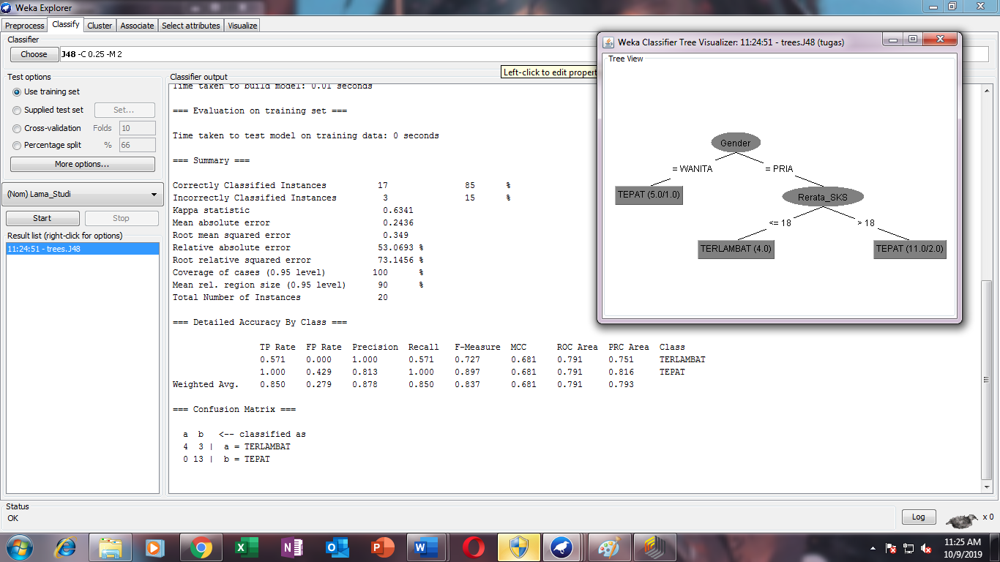 Weka Explorer
Preprocess Classify Cluster Associate Select attributes Visualize
Classifier
Choose J48 -C 0.25 -M 2
Left-click to edit propert
Test options
Use training set
Supplied test set Set...
Cross-validation Folds 10
Percentage split % 66
More options...
(Nom) Lama_Studi
Start Stop
Result list (right-click for options)
11:24:51 - trees.J48
Classifier output
Time taken to build model: 0.01 seconds
=== Evaluation on training set ===
Time taken to test model on training data: 0 seconds
=== Summary ===
Correctly Classified Instances 17 85 %
Incorrectly Classified Instances 3 15 %
Kappa statistic 0.6341
Mean absolute error 0.2436
Root mean squared error 0.349
Relative absolute error 53.0693 %
Root relative squared error 73.1456 %
Coverage of cases (0.95 level) 100 %
Mean rel. region size (0.95 level) 90 %
Total Number of Instances 20
=== Detailed Accuracy By Class ===
TP Rate FP Rate Precision Recall F-Measure MCC ROC Area PRC Area Class
0.571 0.000 1.000 0.571 0.727 0.681 0.791 0.751 TERLAMBAT
1.000 0.429 0.813 1.000 0.897 0.681 0.791 0.816 TEPAT
Weighted Avg. 0.850 0.279 0.878 0.850 0.837 0.681 0.791 0.793
=== Confusion Matrix ===
a b <-- classified as
4 3 | a = TERLAMBAT
0 13 | b = TEPAT
Weka Classifier Tree Visualizer: 11:24:51 - trees.J48 (tugas)
Tree View
Gender
= WANITA = PRIA
TEPAT (5.0/1.0) Rerata_SKS
<= 18 > 18
TERLAMBAT (4.0) TEPAT (11.0/2.0)
Status
OK
Log x 0
11:25 AM
10/9/2019